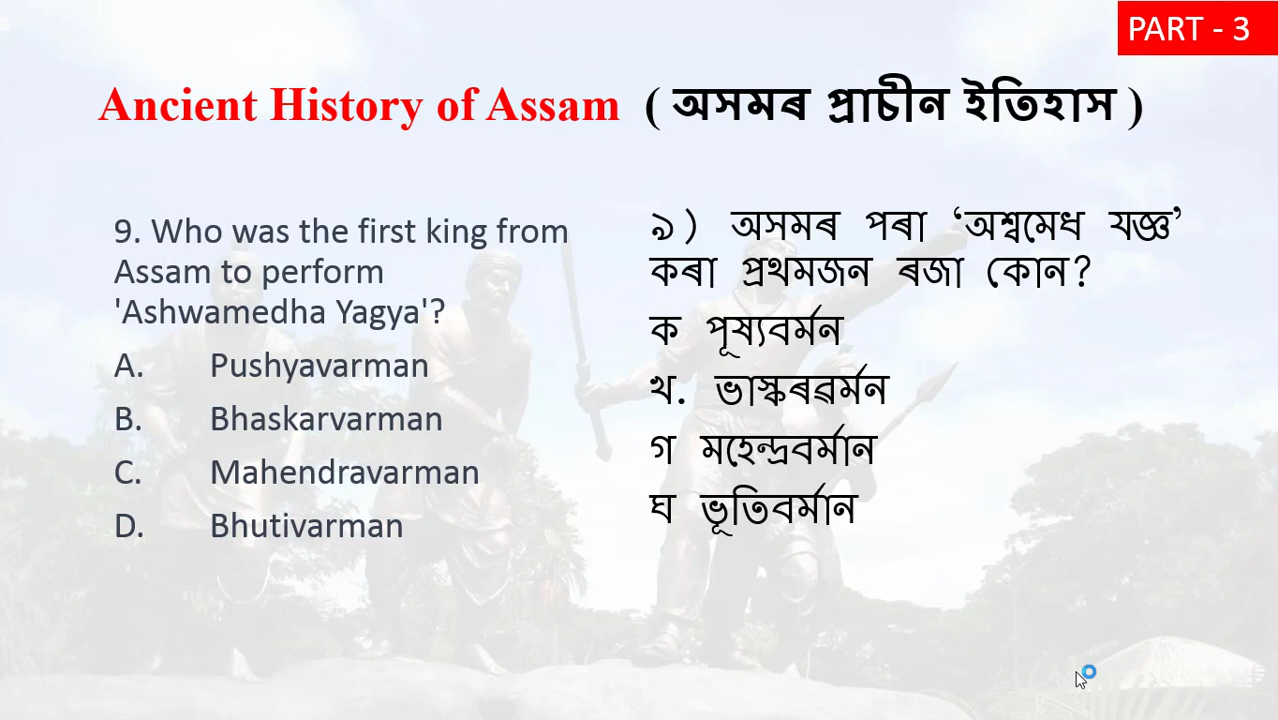 PART - 3
Ancient History of Assam ( অসমৰ প্ৰাচীন ইতিহাস )
9. Who was the first king from
Assam to perform
'Ashwamedha Yagya'?
A. Pushyavarman
B. Bhaskarvarman
C. Mahendravarman
D. Bhutivarman
৯) অসমৰ পৰা ‘অশ্বমেধ যজ্ঞ’
কৰা প্ৰথমজন ৰজা কোন?
ক পূষ্যবৰ্মন
খ. ভাস্কৰৱৰ্মন
গ মহেন্দ্ৰবৰ্মান
ঘ ভূতিবৰ্মান